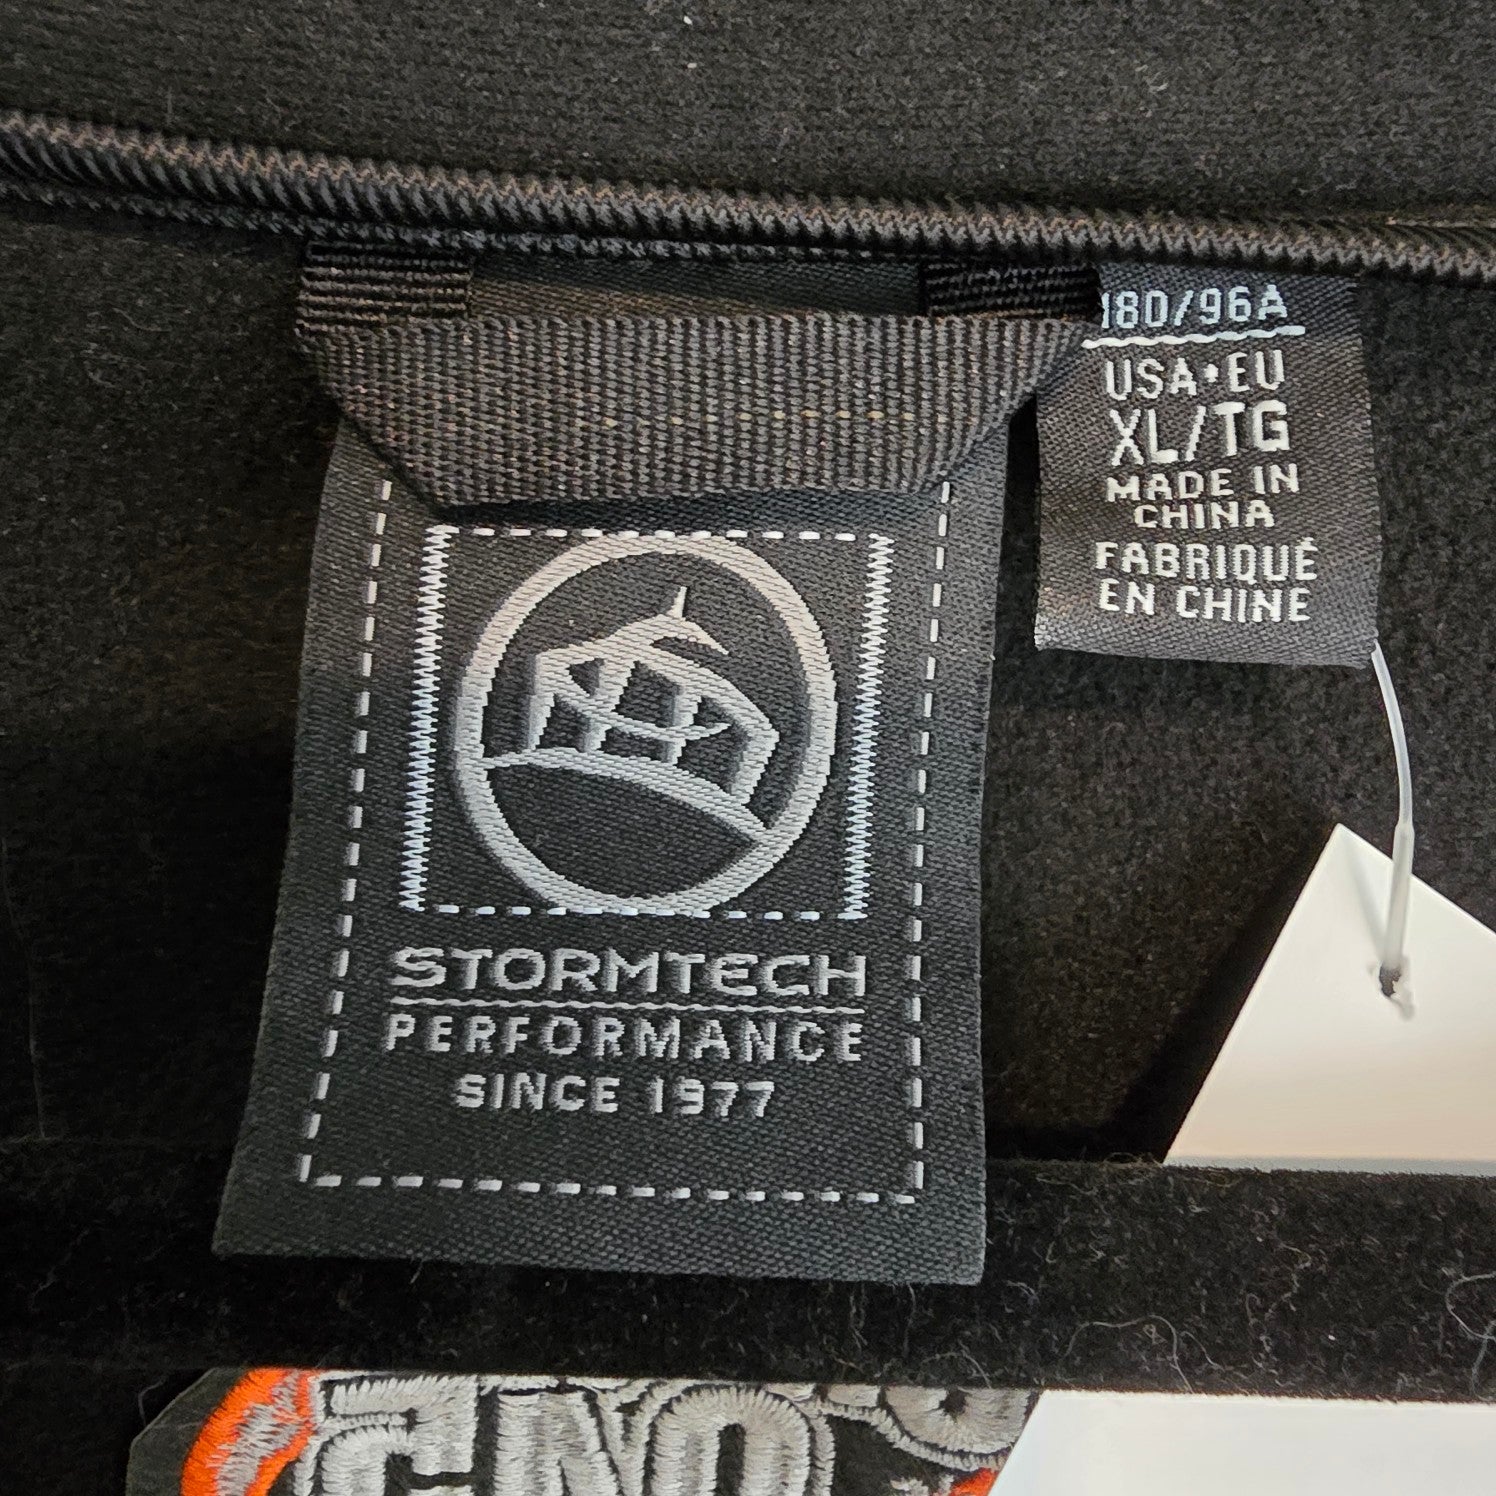 180/96A
USA•EU
XL/TG
MADE IN
CHINA
FABRIQUÉ
EN CHINE
STORMTECH
PERFORMANCE
SINCE 1977